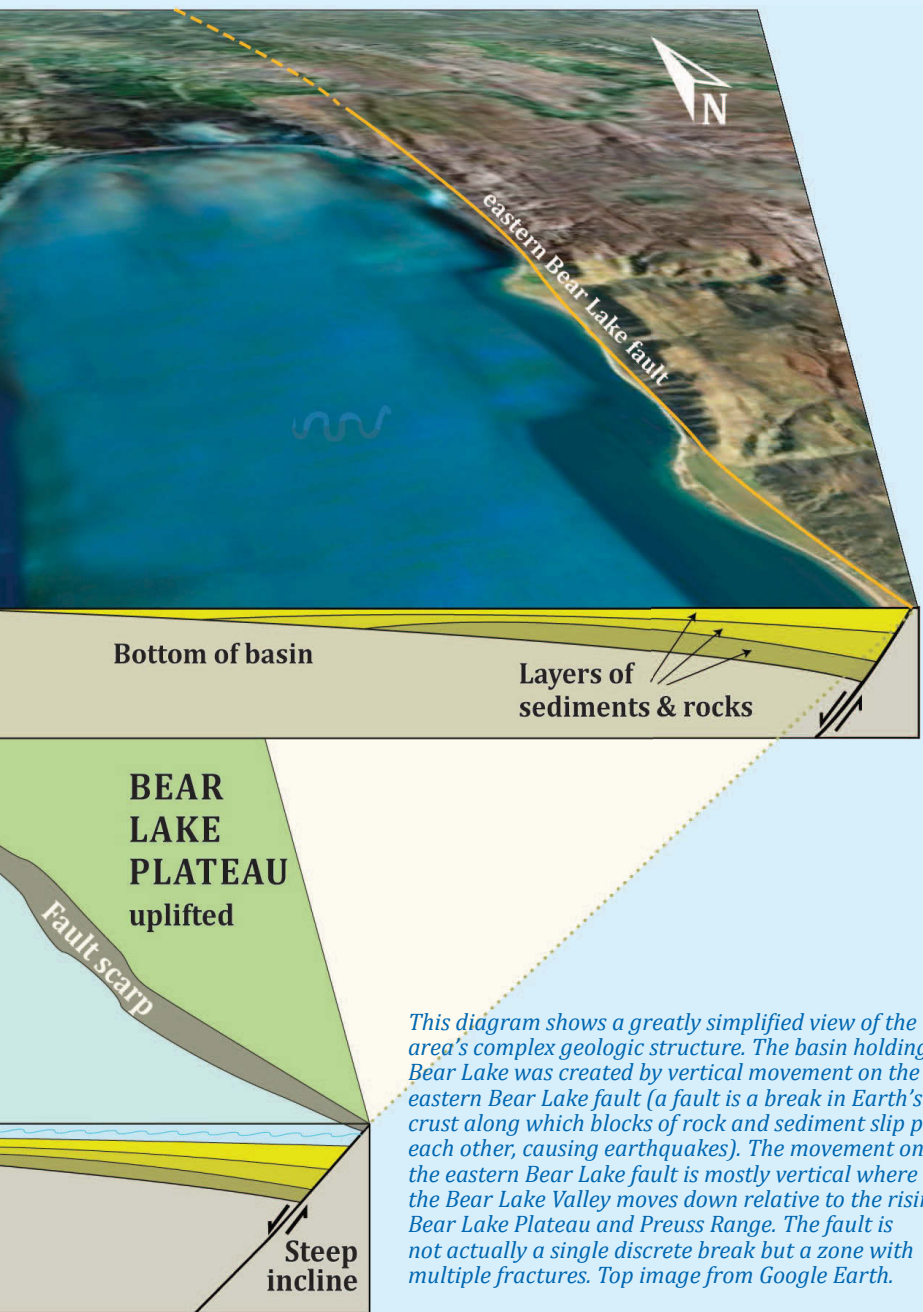 N
eastern Bear Lake fault
Bottom of basin
Layers of
sediments & rocks
BEAR
LAKE
PLATEAU
uplifted
Fault scarp
Steep
incline
This diagram shows a greatly simplified view of the
area's complex geologic structure. The basin holding
Bear Lake was created by vertical movement on the
eastern Bear Lake fault (a fault is a break in Earth's
crust along which blocks of rock and sediment slip p
each other, causing earthquakes). The movement on
the eastern Bear Lake fault is mostly vertical where
the Bear Lake Valley moves down relative to the risin
Bear Lake Plateau and Preuss Range. The fault is
not actually a single discrete break but a zone with
multiple fractures. Top image from Google Earth.